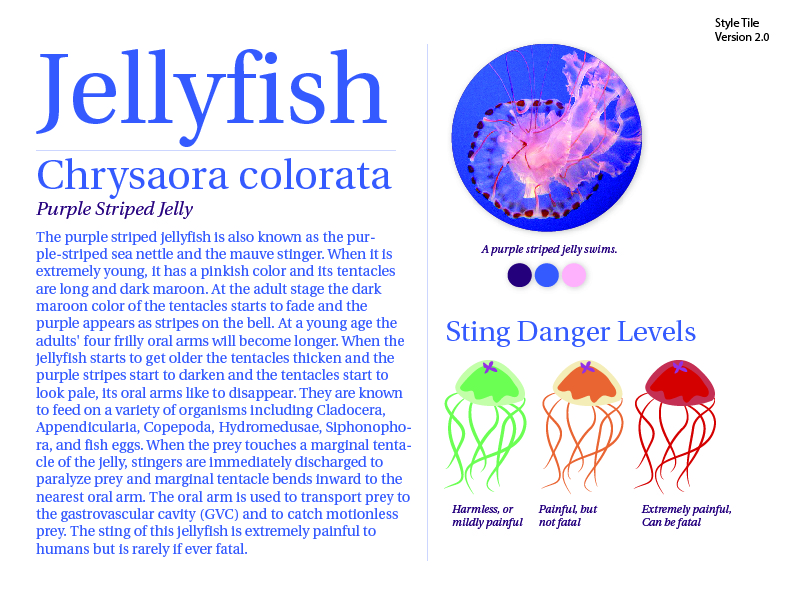 Style Tile
Version 2.0
Jellyfish
Chrysaora colorata
Purple Striped Jelly
The purple striped jellyfish is also known as the pur-
ple-striped sea nettle and the mauve stinger. When it is
extremely young, it has a pinkish color and its tentacles
are long and dark maroon. At the adult stage the dark
maroon color of the tentacles starts to fade and the
purple appears as stripes on the bell. At a young age the
adults' four frilly oral arms will become longer. When the
jellyfish starts to get older the tentacles thicken and the
purple stripes start to darken and the tentacles start to
look pale, its oral arms like to disappear. They are known
to feed on a variety of organisms including Cladocera,
Appendicularia, Copepoda, Hydromedusae, Siphonopho-
ra, and fish eggs. When the prey touches a marginal tenta-
cle of the jelly, stingers are immediately discharged to
paralyze prey and marginal tentacle bends inward to the
nearest oral arm. The oral arm is used to transport prey to
the gastrovascular cavity (GVC) and to catch motionless
prey. The sting of this jellyfish is extremely painful to
humans but is rarely if ever fatal.
A purple striped jelly swims.
Sting Danger Levels
Harmless, or
mildly painful
Painful, but
not fatal
Extremely painful,
Can be fatal